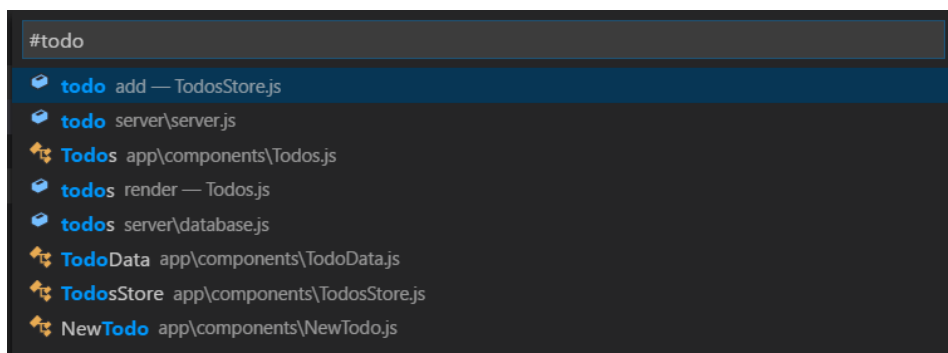 #todo
todo add — TodosStore.js
todo server\server.js
Todos app\components\Todos.js
todos render — Todos.js
todos server\database.js
TodoData app\components\TodoData.js
TodosStore app\components\TodosStore.js
NewTodo app\components\NewTodo.js